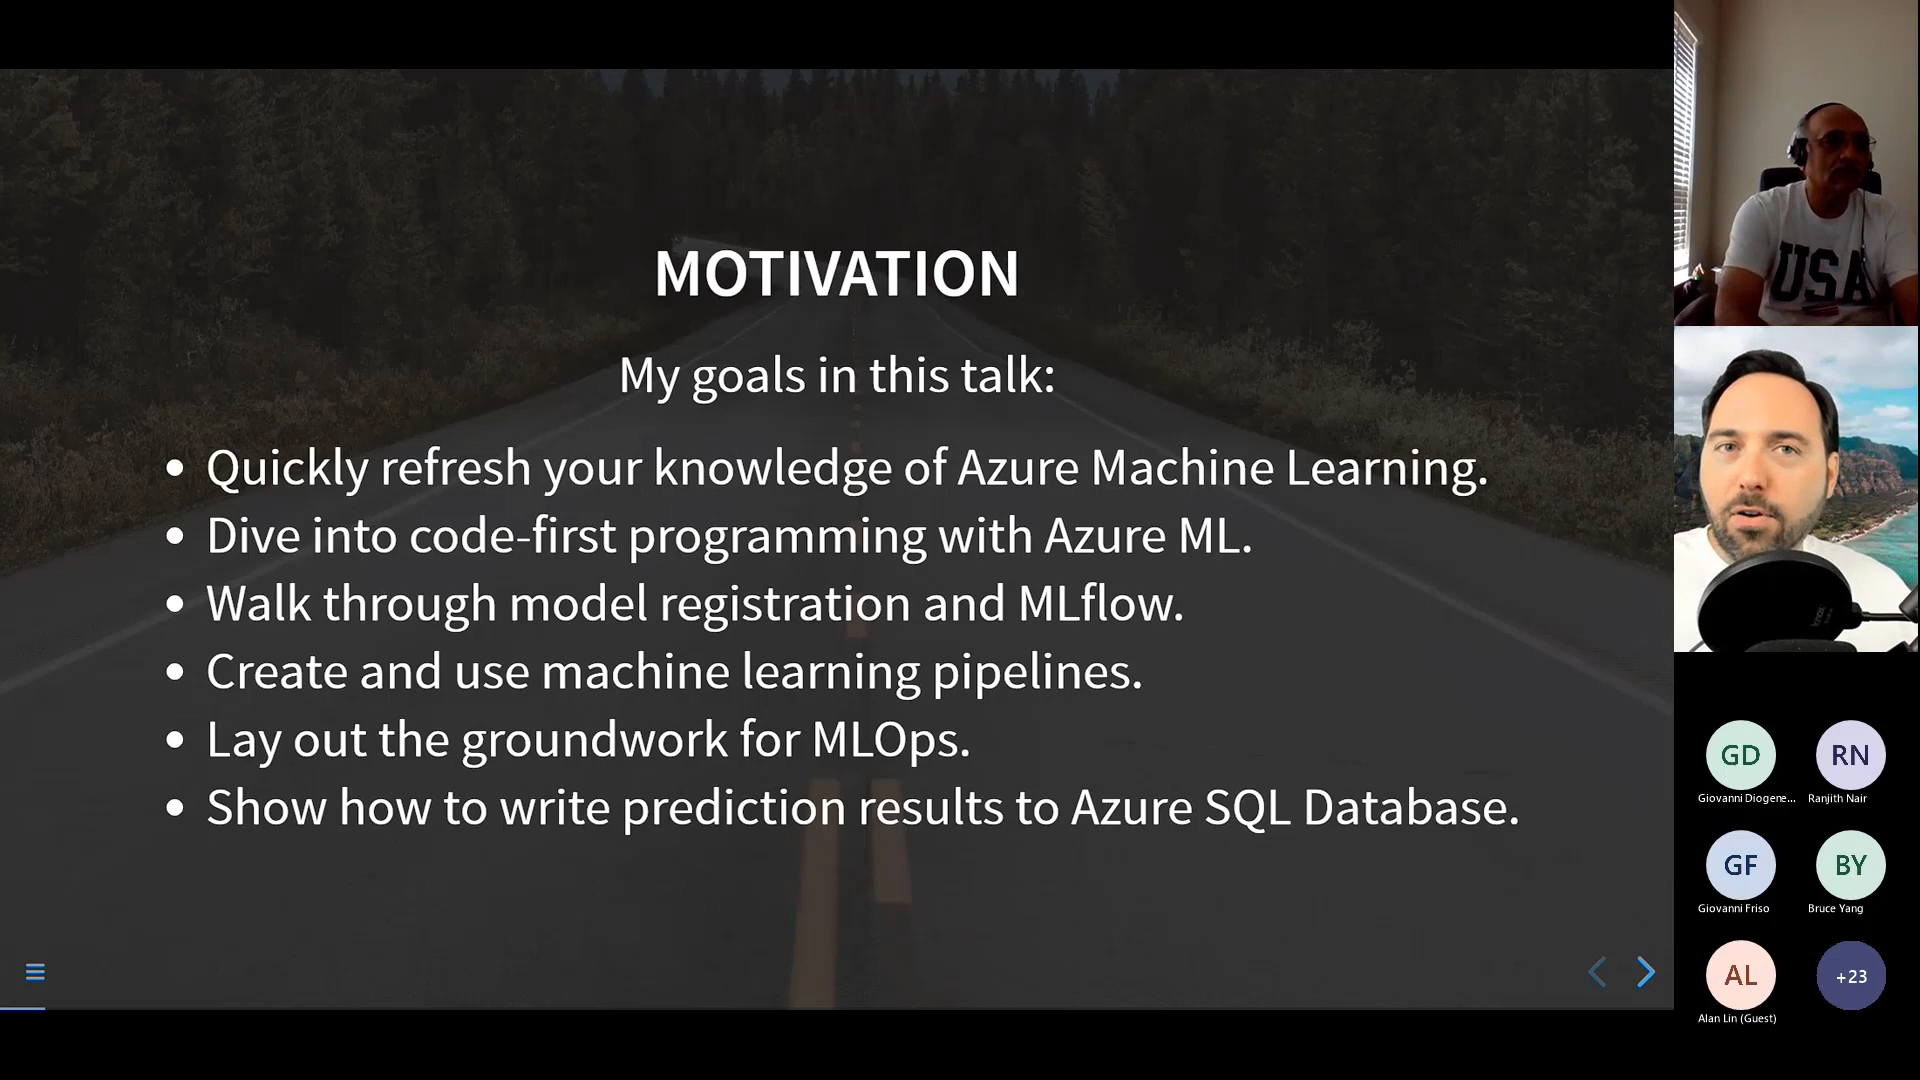 MOTIVATION
My goals in this talk:
• Quickly refresh your knowledge of Azure Machine Learning.
• Dive into code-first programming with Azure ML.
• Walk through model registration and MLflow.
• Create and use machine learning pipelines.
• Lay out the groundwork for MLOps.
• Show how to write prediction results to Azure SQL Database.
USA
GD
RN
Giovanni Diogene...
Ranjith Nair
GF
BY
Giovanni Friso
Bruce Yang
AL
+23
Alan Lin (Guest)